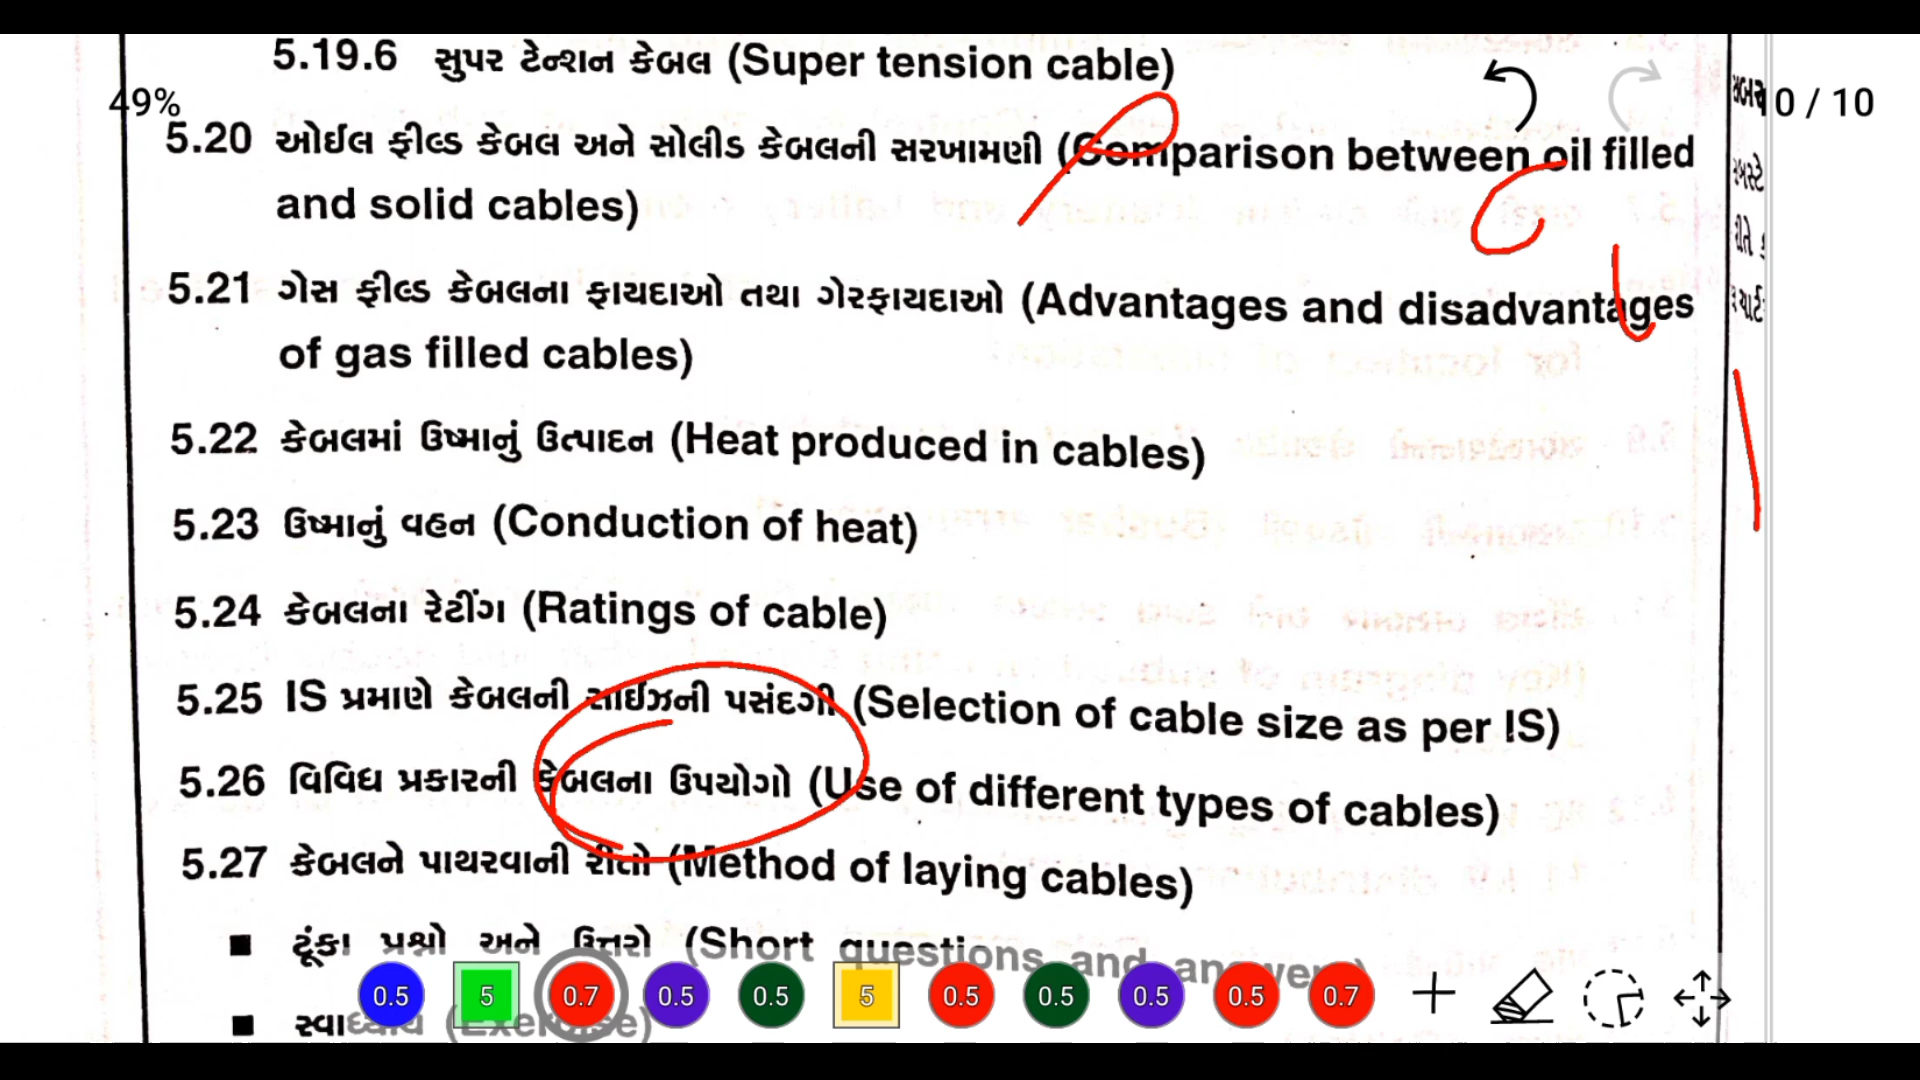 5.19.6 સુપર ટેન્શન કેબલ (Super tension cable)
49%
0 / 10
5.20 ઓઈલ ફીલ્ડ કેબલ અને સોલીડ કેબલની સરખામણી (Comparison between oil filled
and solid cables)
5.21 ગેસ ફીલ્ડ કેબલના ફાયદાઓ તથા ગેરફાયદાઓ (Advantages and disadvantages
of gas filled cables)
5.22 કેબલમાં ઉષ્માનું ઉત્પાદન (Heat produced in cables)
5.23 ઉષ્માનું વહન (Conduction of heat)
5.24 કેબલના રેટીંગ (Ratings of cable)
5.25 IS પ્રમાણે કેબલની સાઈઝની પસંદગી (Selection of cable size as per IS)
5.26 વિવિધ પ્રકારની કેબલના ઉપયોગો (Use of different types of cables)
5.27 કેબલને પાથરવાની રીતો (Method of laying cables)
■ ટૂંકા પ્રશ્નો અને ઉત્તરો (Short questions and answers)
■ સ્વાધ્યાય (Exercise)
0.5 5 0.7 0.5 0.5 5 0.5 0.5 0.5 0.5 0.7